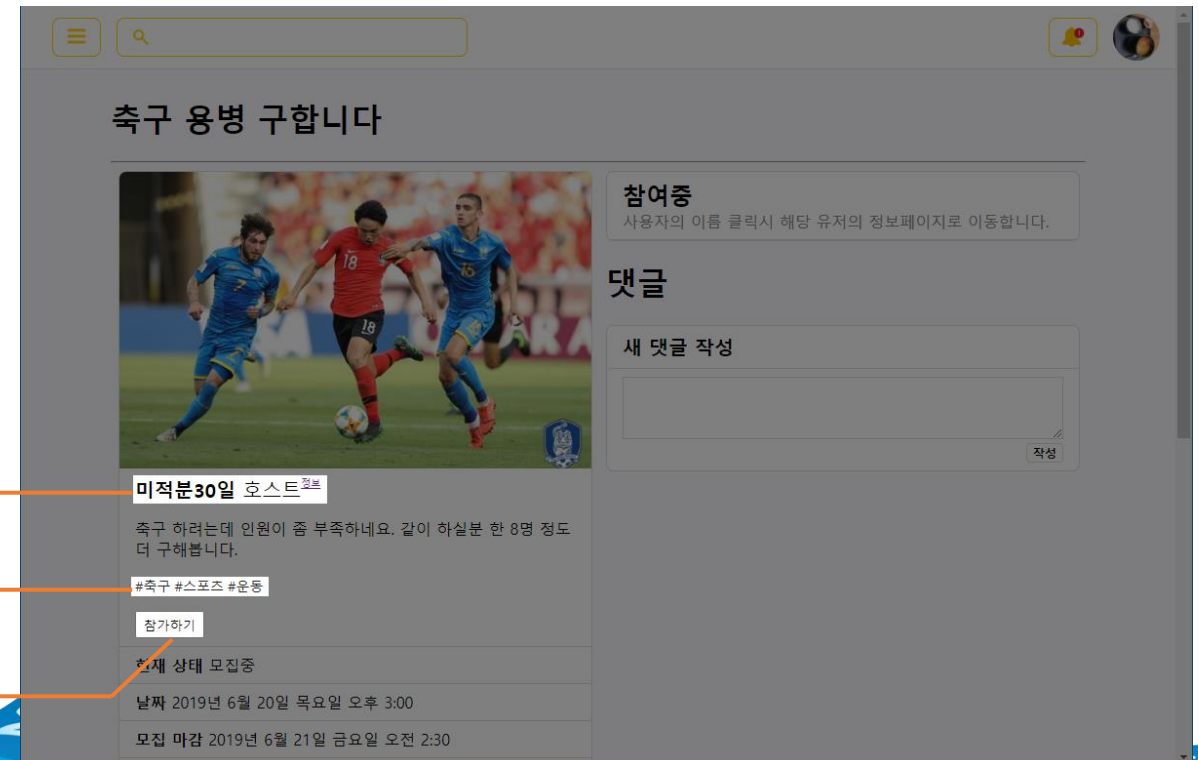 축구 용병 구합니다
참여중
사용자의 이름 클릭시 해당 유저의 정보페이지로 이동합니다.
댓글
새 댓글 작성
작성
18
18
7
15
미적분30일 호스트 정보
축구 하려는데 인원이 좀 부족하네요. 같이 하실분 한 8명 정도
더 구해봅니다.
#축구 #스포츠 #운동
참가하기
현재 상태 모집중
날짜 2019년 6월 20일 목요일 오후 3:00
모집 마감 2019년 6월 21일 금요일 오전 2:30